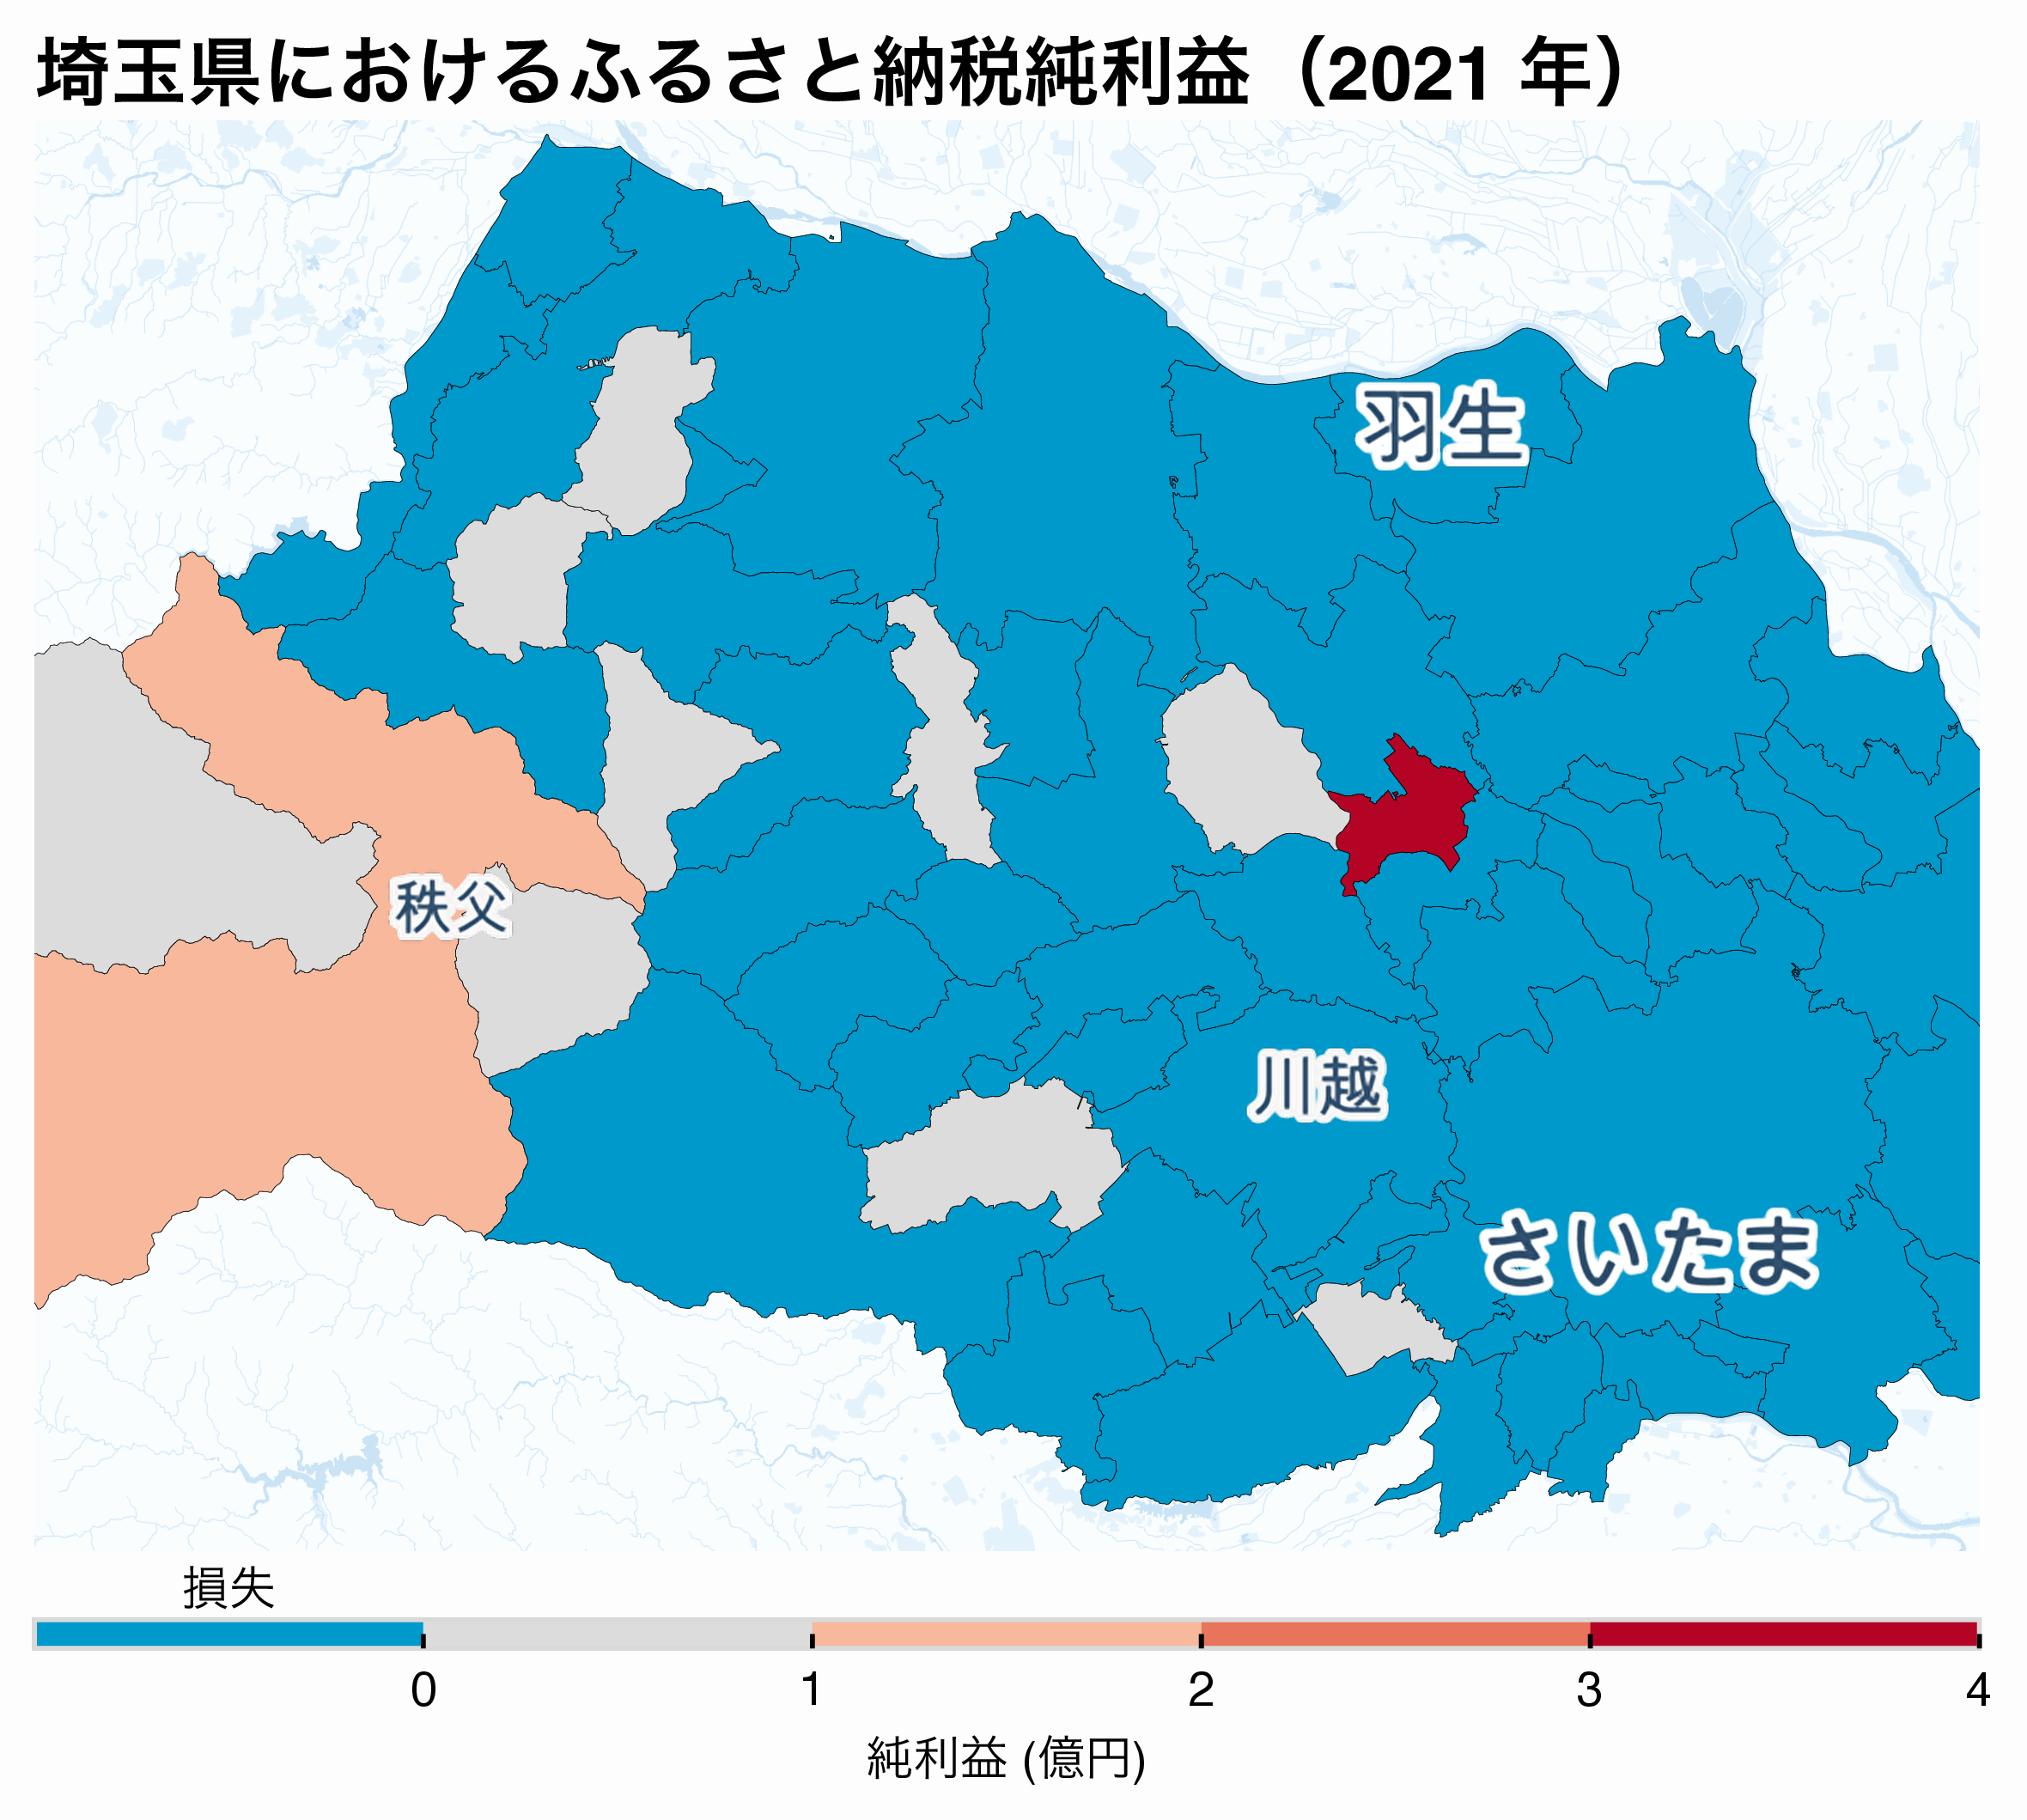 埼玉県におけるふるさと納税純利益（2021 年）
羽生
秩父
川越
さいたま
損失
0 1 2 3 4
純利益 (億円)